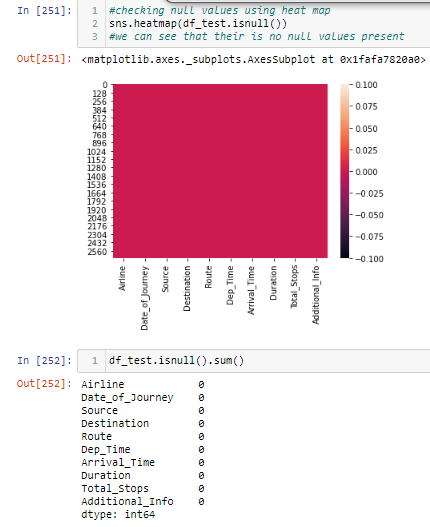 In [251]:
1 #checking null values using heat map
2 sns.heatmap(df_test.isnull())
3 #we can see that their is no null values present
Out[251]: <matplotlib.axes._subplots.AxesSubplot at 0x1fafa7820a0>
0
128
256
384
512
640
768
896
1024
1152
1280
1408
1536
1664
1792
1920
2048
2176
2304
2432
2560
0.100
0.075
0.050
0.025
0.000
-0.025
-0.050
-0.075
-0.100
Airline
Date_of_Journey
Source
Destination
Route
Dep_Time
Arrival_Time
Duration
Total_Stops
Additional_Info
In [252]: 1 df_test.isnull().sum()
Out[252]: Airline 0
Date_of_Journey 0
Source 0
Destination 0
Route 0
Dep_Time 0
Arrival_Time 0
Duration 0
Total_Stops 0
Additional_Info 0
dtype: int64